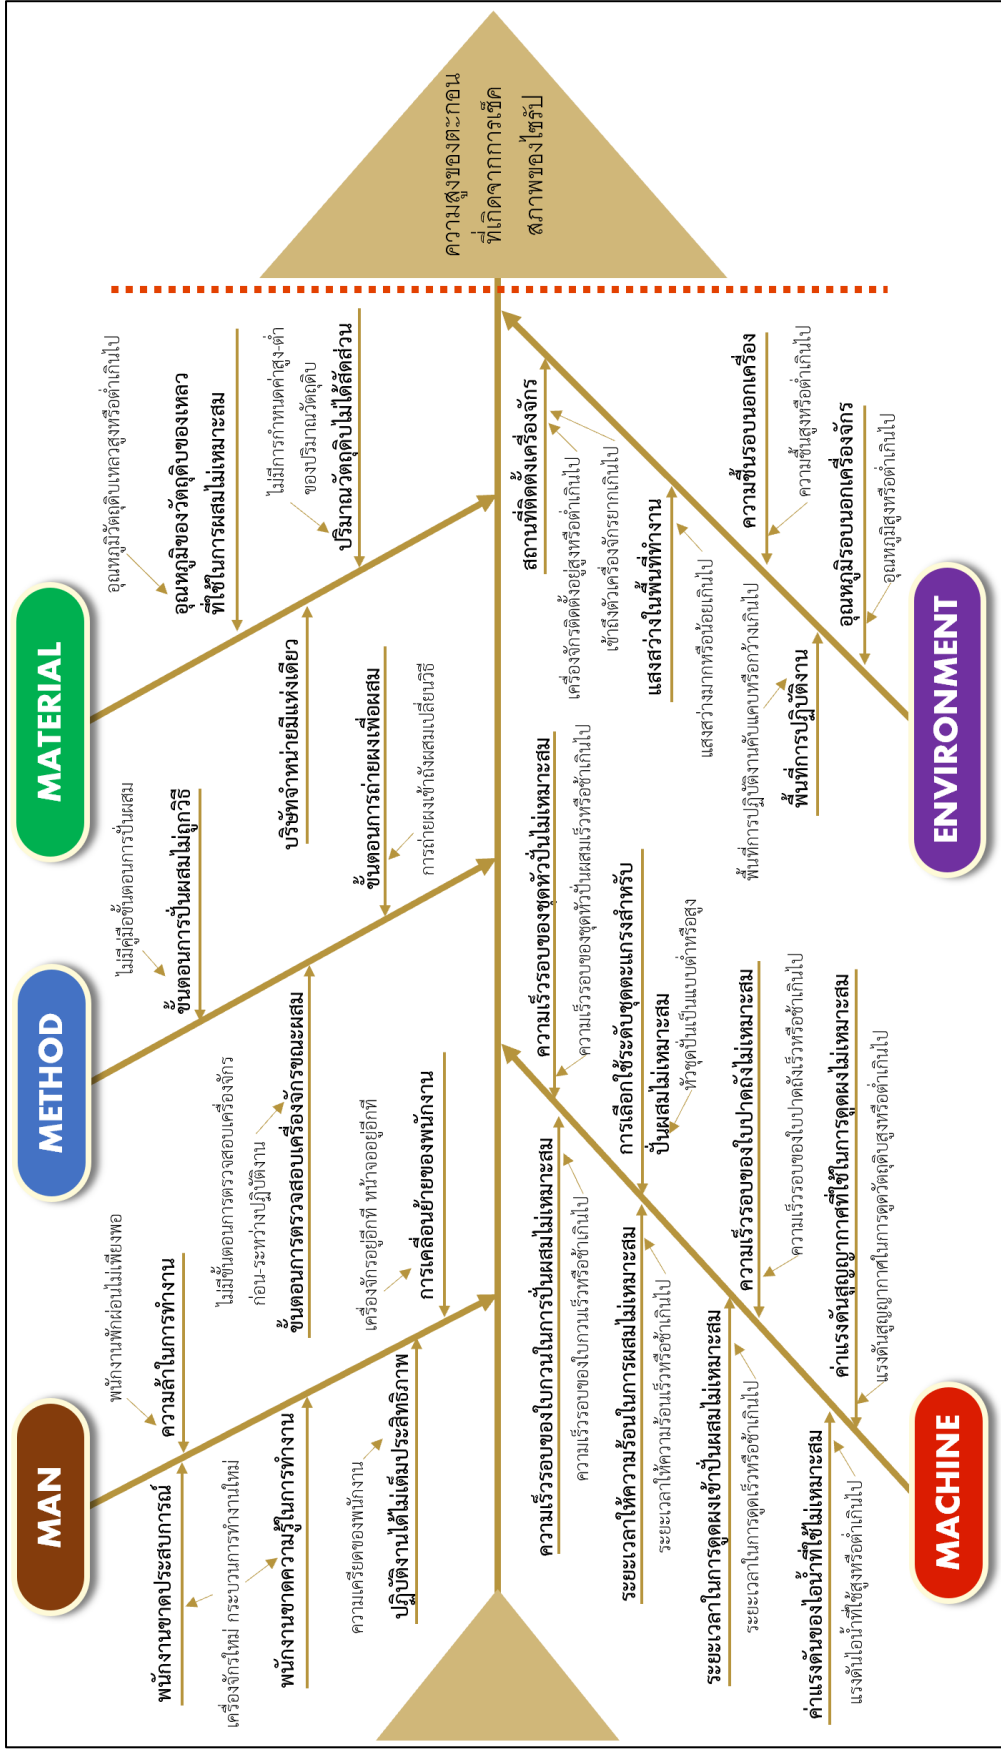 MAN
METHOD
MATERIAL
พนักงานพักผ่อนไม่เพียงพอ
ความล้าในการทำงาน
พนักงานขาดประสบการณ์
เครื่องจักรใหม่ กระบวนการทำงานใหม่
พนักงานขาดความรู้ในการทำงาน
ความเครียดของพนักงาน
ปฏิบัติงานได้ไม่เต็มประสิทธิภาพ
เครื่องจักรอยู่อีกที่ หน้าจออยู่อีกที่
การเคลื่อนย้ายของพนักงาน
ไม่มีคู่มือขั้นตอนการปั่นผสม
ขั้นตอนการปั่นผสมไม่ถูกวิธี
ไม่มีขั้นตอนการตรวจสอบเครื่องจักร
ก่อน-ระหว่างปฏิบัติงาน
ขั้นตอนการตรวจสอบเครื่องจักรขณะผสม
ขั้นตอนการถ่ายผงเพื่อผสม
การถ่ายผงเข้าถังผสมเปลี่ยนวิธี
อุณหภูมิวัตถุดิบเหลวสูงหรือต่ำเกินไป
อุณหภูมิของวัตถุดิบของเหลว
ที่ใช้ในการผสมไม่เหมาะสม
บริษัทจำหน่ายมีแห่งเดียว
ไม่มีการกำหนดค่าสูง-ต่ำ
ของปริมาณวัตถุดิบ
ปริมาณวัตถุดิบไม่ได้สัดส่วน
ความสูงของตะกอน
ที่เกิดจากการเช็ค
สภาพของไซรัป
ความเร็วรอบของใบกวนในการปั่นผสมไม่เหมาะสม
ความเร็วรอบของใบกวนเร็วหรือช้าเกินไป
ระยะเวลาให้ความร้อนในการผสมไม่เหมาะสม
ระยะเวลาให้ความร้อนเร็วหรือช้าเกินไป
ระยะเวลาในการดูดผงเข้าปั่นผสมไม่เหมาะสม
ระยะเวลาในการดูดเร็วหรือช้าเกินไป
ค่าแรงดันของไอน้ำที่ใช้ไม่เหมาะสม
แรงดันไอน้ำที่ใช้สูงหรือต่ำเกินไป
ความเร็วรอบของชุดหัวปั่นไม่เหมาะสม
ความเร็วรอบของชุดหัวปั่นผสมเร็วหรือช้าเกินไป
การเลือกใช้ระดับชุดตะแกรงสำหรับ
ปั่นผสมไม่เหมาะสม
หัวชุดปั่นเป็นแบบต่ำหรือสูง
ความเร็วรอบของใบปาดถังไม่เหมาะสม
ความเร็วรอบของใบปาดถังเร็วหรือช้าเกินไป
ค่าแรงดันสูญญากาศที่ใช้ในการดูดผงไม่เหมาะสม
แรงดันสูญญากาศในการดูดวัตถุดิบสูงหรือต่ำเกินไป
สถานที่ติดตั้งเครื่องจักร
เครื่องจักรติดตั้งอยู่สูงหรือต่ำเกินไป
เข้าถึงตัวเครื่องจักรยากเกินไป
แสงสว่างในพื้นที่ทำงาน
แสงสว่างมากหรือน้อยเกินไป
พื้นที่การปฏิบัติงานคับแคบหรือกว้างเกินไป
พื้นที่การปฏิบัติงาน
ความชื้นรอบนอกเครื่อง
ความชื้นสูงหรือต่ำเกินไป
อุณหภูมิรอบนอกเครื่องจักร
อุณหภูมิสูงหรือต่ำเกินไป
MACHINE
ENVIRONMENT